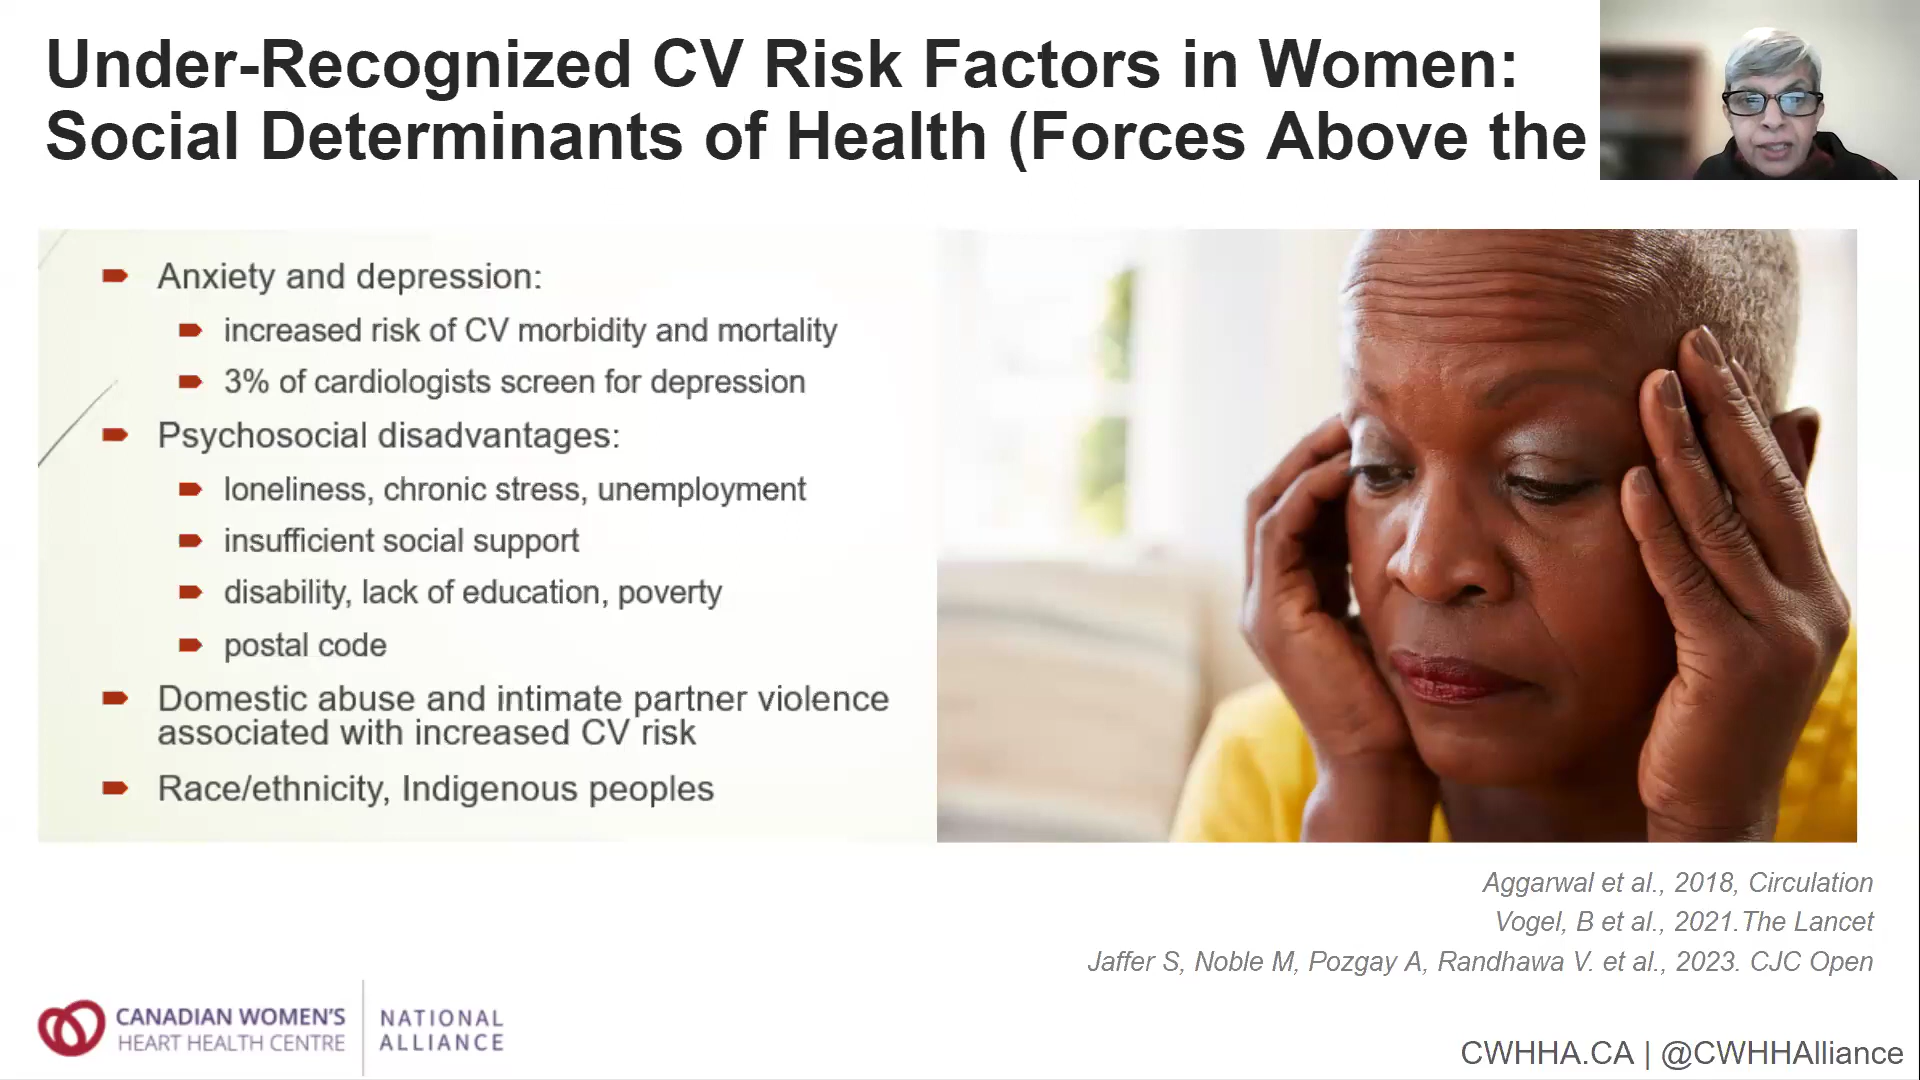 Under-Recognized CV Risk Factors in Women:
Social Determinants of Health (Forces Above the
Anxiety and depression:
increased risk of CV morbidity and mortality
3% of cardiologists screen for depression
Psychosocial disadvantages:
loneliness, chronic stress, unemployment
insufficient social support
disability, lack of education, poverty
postal code
Domestic abuse and intimate partner violence
associated with increased CV risk
Race/ethnicity, Indigenous peoples
Aggarwal et al., 2018, Circulation
Vogel, B et al., 2021.The Lancet
Jaffer S, Noble M, Pozgay A, Randhawa V. et al., 2023. CJC Open
CANADIAN WOMEN'S
HEART HEALTH CENTRE
NATIONAL
ALLIANCE
CWHHA.CA | @CWHHAlliance